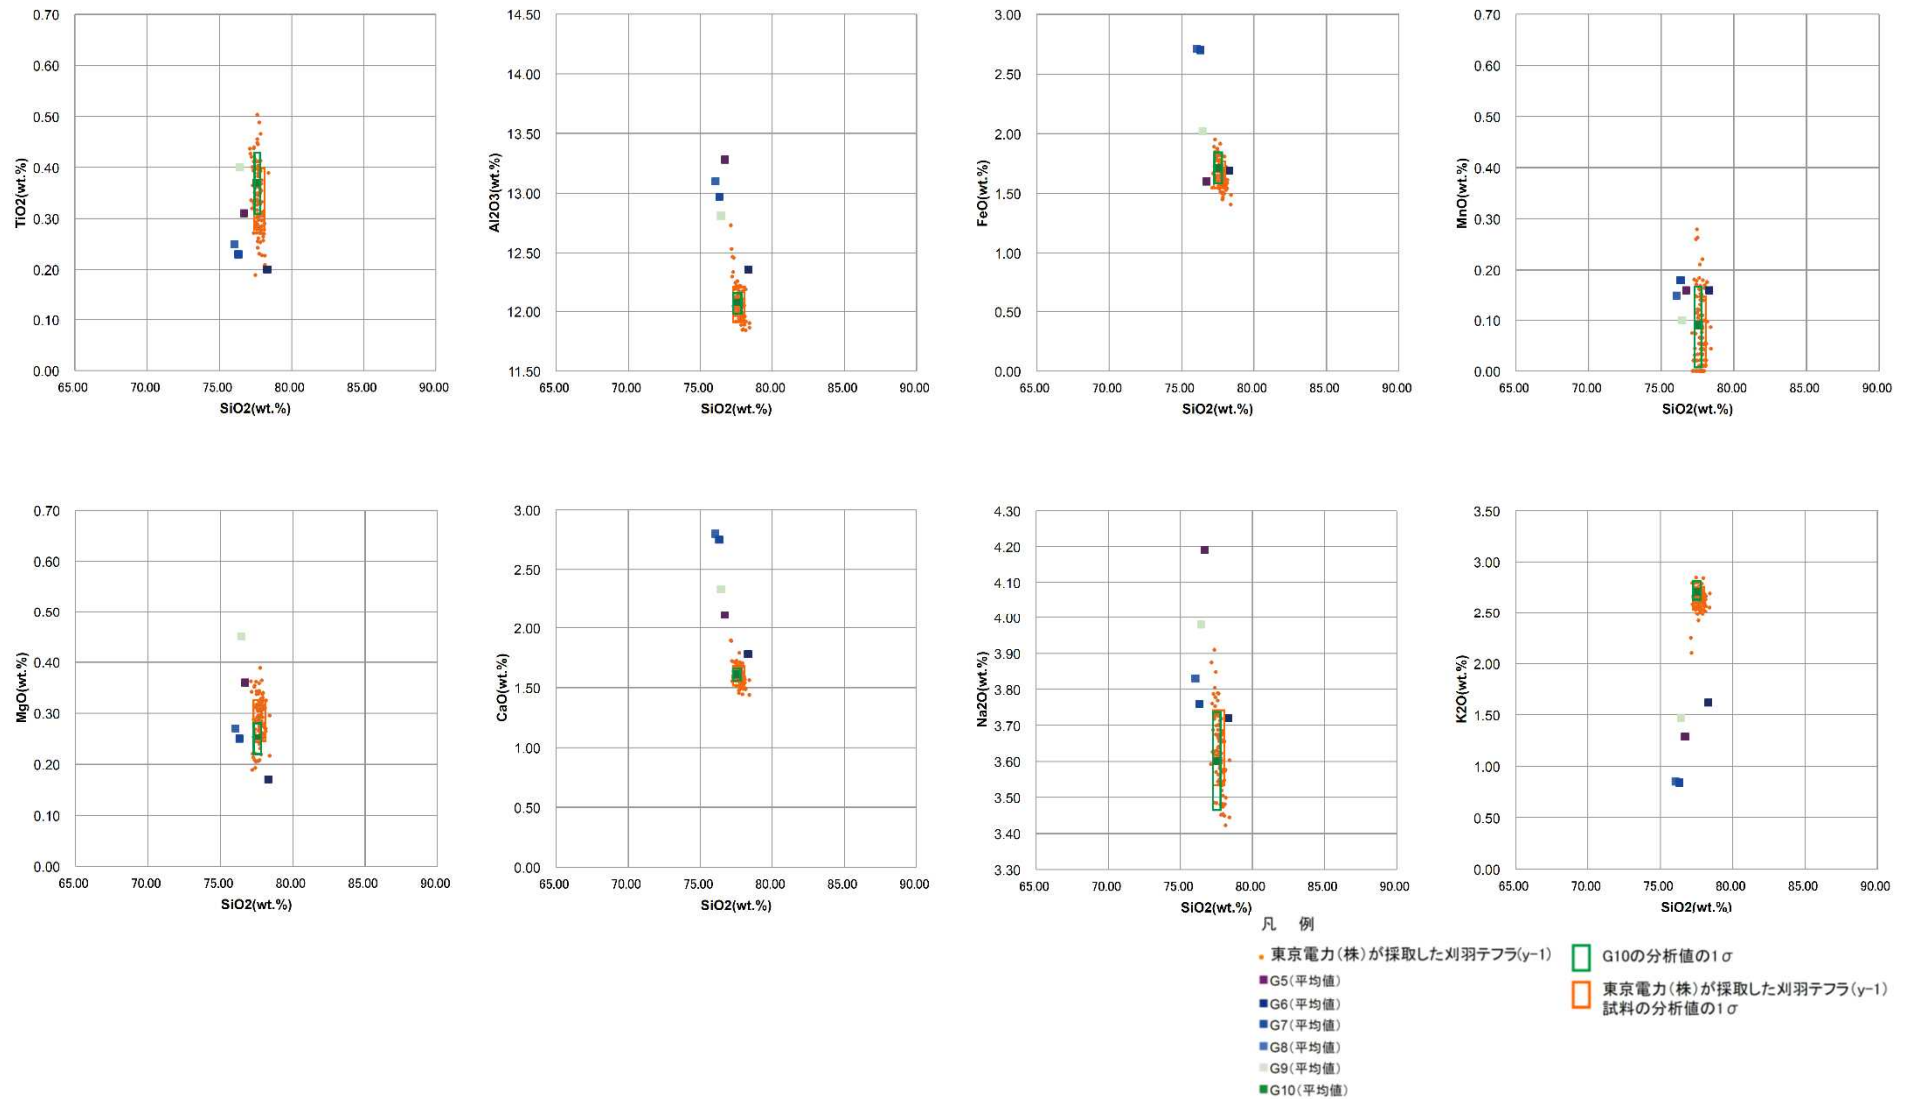 0.70
0.60
0.50
0.40
0.30
0.20
0.10
0.00
TiO2(wt.%)
65.00 70.00 75.00 80.00 85.00 90.00
SiO2(wt.%)
14.50
14.00
13.50
13.00
12.50
12.00
11.50
Al2O3(wt.%)
65.00 70.00 75.00 80.00 85.00 90.00
SiO2(wt.%)
3.00
2.50
2.00
1.50
1.00
0.50
0.00
FeO(wt.%)
65.00 70.00 75.00 80.00 85.00 90.00
SiO2(wt.%)
0.70
0.60
0.50
0.40
0.30
0.20
0.10
0.00
MnO(wt.%)
65.00 70.00 75.00 80.00 85.00 90.00
SiO2(wt.%)
0.70
0.60
0.50
0.40
0.30
0.20
0.10
0.00
MgO(wt.%)
65.00 70.00 75.00 80.00 85.00 90.00
SiO2(wt.%)
3.00
2.50
2.00
1.50
1.00
0.50
0.00
CaO(wt.%)
65.00 70.00 75.00 80.00 85.00 90.00
SiO2(wt.%)
4.30
4.20
4.10
4.00
3.90
3.80
3.70
3.60
3.50
3.40
3.30
Na2O(wt.%)
65.00 70.00 75.00 80.00 85.00 90.00
SiO2(wt.%)
3.50
3.00
2.50
2.00
1.50
1.00
0.50
0.00
K2O(wt.%)
65.00 70.00 75.00 80.00 85.00 90.00
SiO2(wt.%)
凡 例
東京電力(株)が採取した刈羽テフラ(y-1)
G5(平均値)
G6(平均値)
G7(平均値)
G8(平均値)
G9(平均値)
G10(平均値)
G10の分析値の1σ
東京電力(株)が採取した刈羽テフラ(y-1)
試料の分析値の1σ